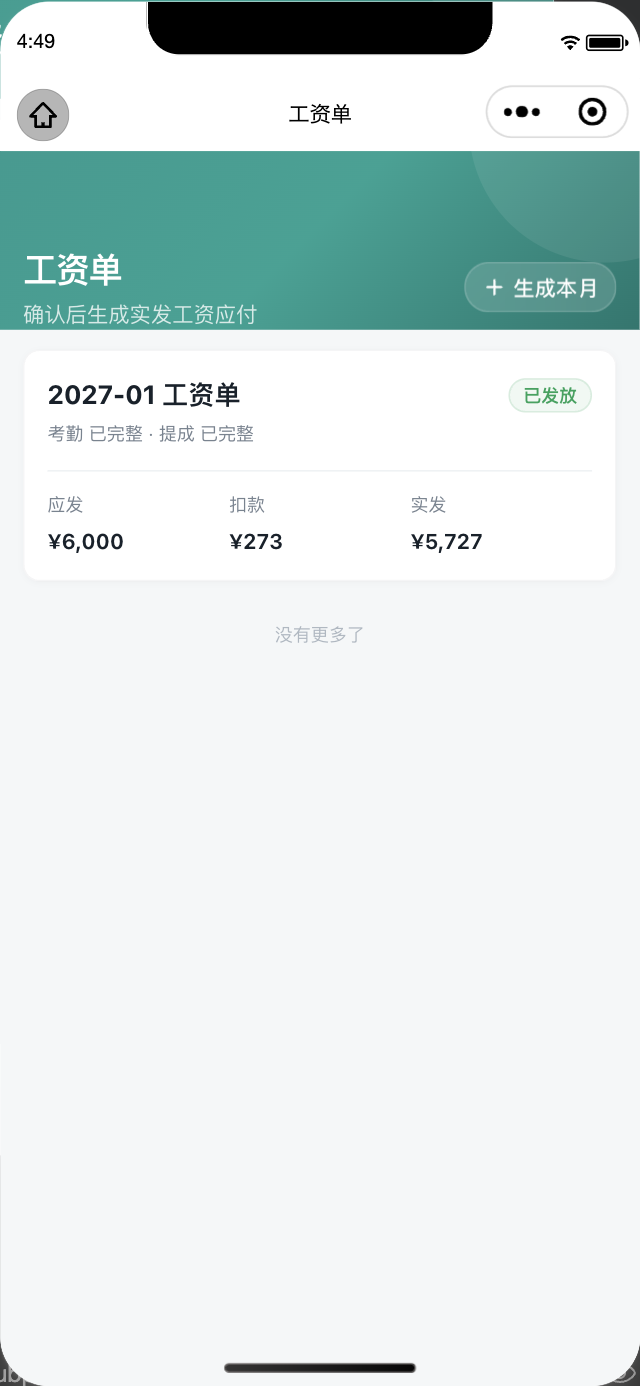 4:49
工资单
工资单
+ 生成本月
确认后生成实发工资应付
2027-01 工资单
已发放
考勤 已完整 · 提成 已完整
应发 扣款 实发
¥6,000 ¥273 ¥5,727
没有更多了